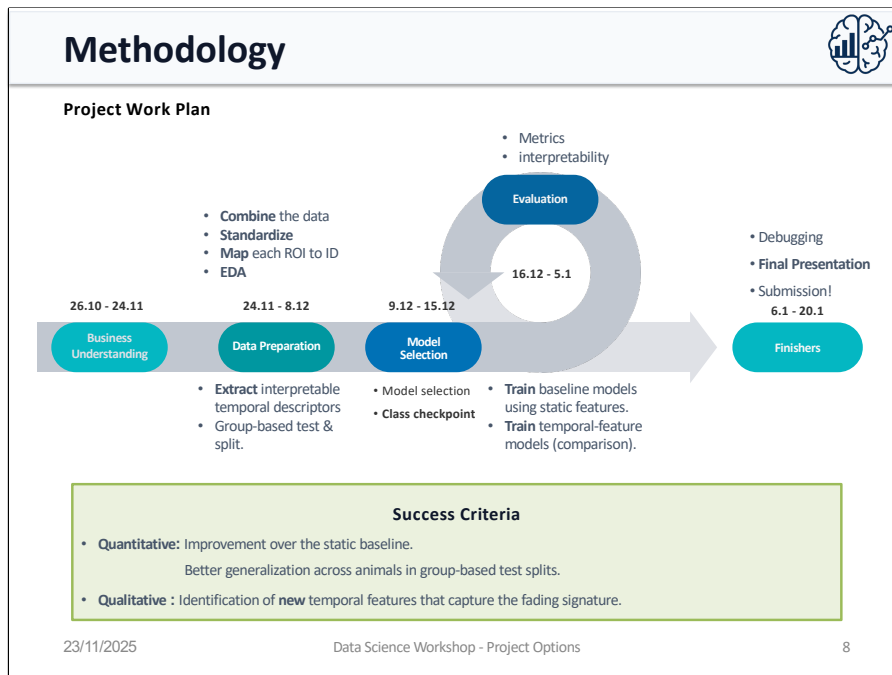 Methodology
Project Work Plan
• Metrics
• interpretability
Evaluation
• Combine the data
• Standardize
• Map each ROI to ID
• EDA
16.12 - 5.1
• Debugging
• Final Presentation
• Submission!
26.10 - 24.11
24.11 - 8.12
9.12 - 15.12
6.1 - 20.1
Business
Understanding
Data Preparation
Model
Selection
Finishers
• Extract interpretable
temporal descriptors
• Group-based test &
split.
• Model selection
• Class checkpoint
• Train baseline models
using static features.
• Train temporal-feature
models (comparison).
Success Criteria
• Quantitative: Improvement over the static baseline.
Better generalization across animals in group-based test splits.
• Qualitative : Identification of new temporal features that capture the fading signature.
23/11/2025
Data Science Workshop - Project Options
8